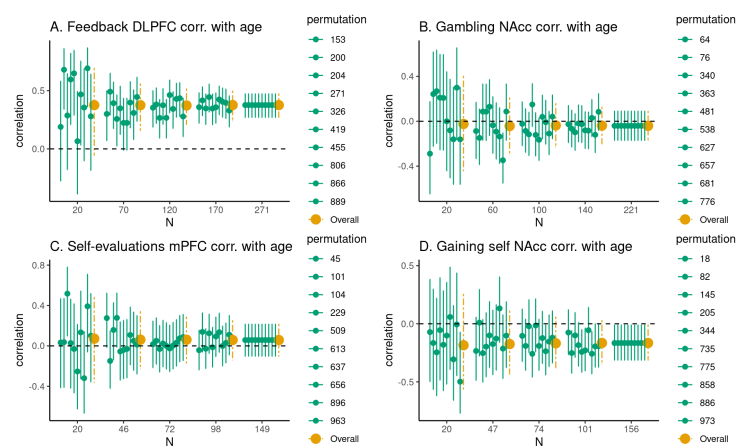 A. Feedback DLPFC corr. with age
correlation
0.5
0.0
20 70 120 170 271
N
permutation
153
200
204
271
326
419
455
806
866
889
Overall
B. Gambling NAcc corr. with age
correlation
0.4
0.0
-0.4
20 60 100 140 221
N
permutation
64
76
340
363
481
538
627
657
681
776
Overall
C. Self-evaluations mPFC corr. with age
correlation
0.8
0.4
0.0
-0.4
20 46 72 98 149
N
permutation
45
101
104
229
509
613
637
656
896
963
Overall
D. Gaining self NAcc corr. with age
correlation
0.5
0.0
-0.5
20 47 74 101 156
N
permutation
18
82
145
205
344
735
775
858
886
973
Overall